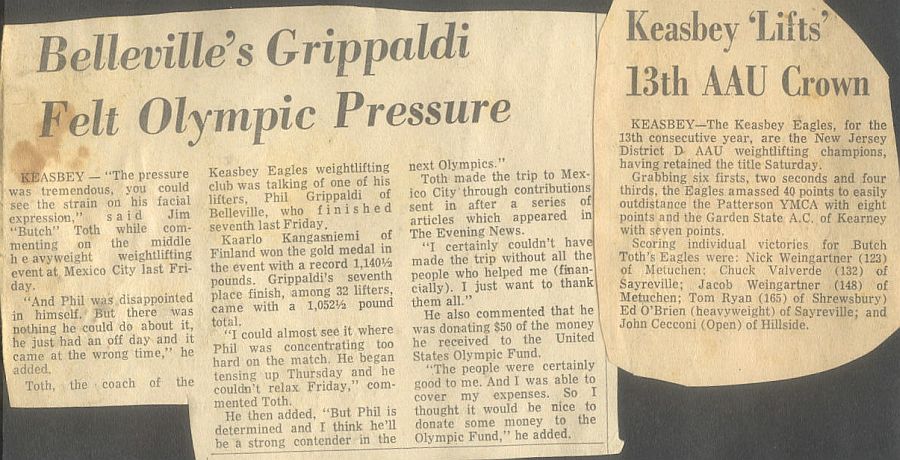 Belleville's Grippaldi
Felt Olympic Pressure
KEASBEY — "The pressure
was tremendous, you could
see the strain on his facial
expression," said Jim
"Butch" Toth while com-
menting on the middle
heavyweight weightlifting
event at Mexico City last Fri-
day.
"And Phil was disappointed
in himself. But there was
nothing he could do about it,
he just had an off day and it
came at the wrong time," he
added.
Toth, the coach of the
Keasbey Eagles weightlifting
club was talking of one of his
lifters, Phil Grippaldi of
Belleville, who finished
seventh last Friday.
Kaarlo Kangasniemi of
Finland won the gold medal in
the event with a record 1,140½
pounds. Grippaldi's seventh
place finish, among 32 lifters,
came with a 1,052½ pound
total.
"I could almost see it where
Phil was concentrating too
hard on the match. He began
tensing up Thursday and he
couldn't relax Friday," com-
mented Toth.
He then added, "But Phil is
determined and I think he'll
be a strong contender in the
next Olympics."
Toth made the trip to Mex-
ico City through contributions
sent in after a series of
articles which appeared in
The Evening News.
"I certainly couldn't have
made the trip without all the
people who helped me (finan-
cially). I just want to thank
them all."
He also commented that he
was donating $50 of the money
he received to the United
States Olympic Fund.
"The people were certainly
good to me. And I was able to
cover my expenses. So I
thought it would be nice to
donate some money to the
Olympic Fund," he added.
Keasbey 'Lifts'
13th AAU Crown
KEASBEY—The Keasbey Eagles, for the
13th consecutive year, are the New Jersey
District D AAU weightlifting champions,
having retained the title Saturday.
Grabbing six firsts, two seconds and four
thirds, the Eagles amassed 40 points to easily
outdistance the Patterson YMCA with eight
points and the Garden State A.C. of Kearney
with seven points.
Scoring individual victories for Butch
Toth's Eagles were: Nick Weingartner (123)
of Metuchen; Chuck Valverde (132) of
Sayreville; Jacob Weingartner (148) of
Metuchen; Tom Ryan (165) of Shrewsbury)
Ed O'Brien (heavyweight) of Sayreville; and
John Cecconi (Open) of Hillside.